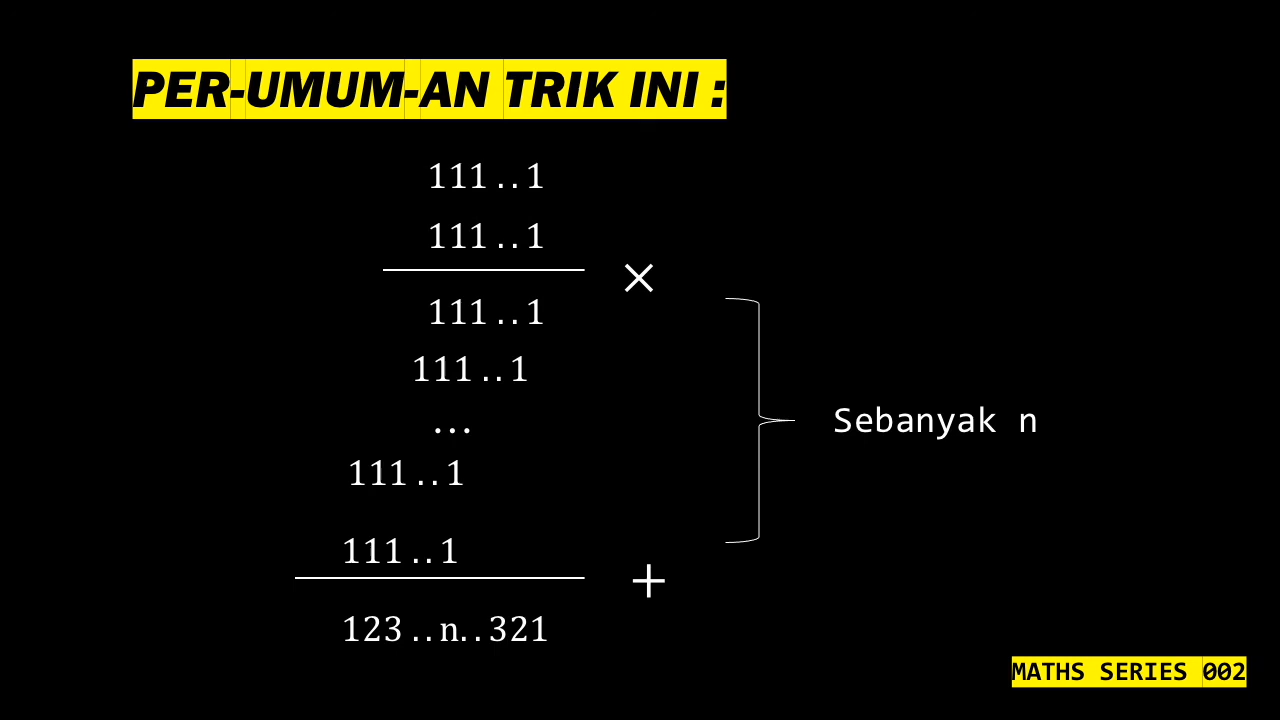 PER-UMUM-AN TRIK INI :
111 . . 1
111 . . 1
×
111 . . 1
111 . . 1
...
111 . . 1
111 . . 1
Sebanyak n
+
123 . . n. . 321
MATHS SERIES 002